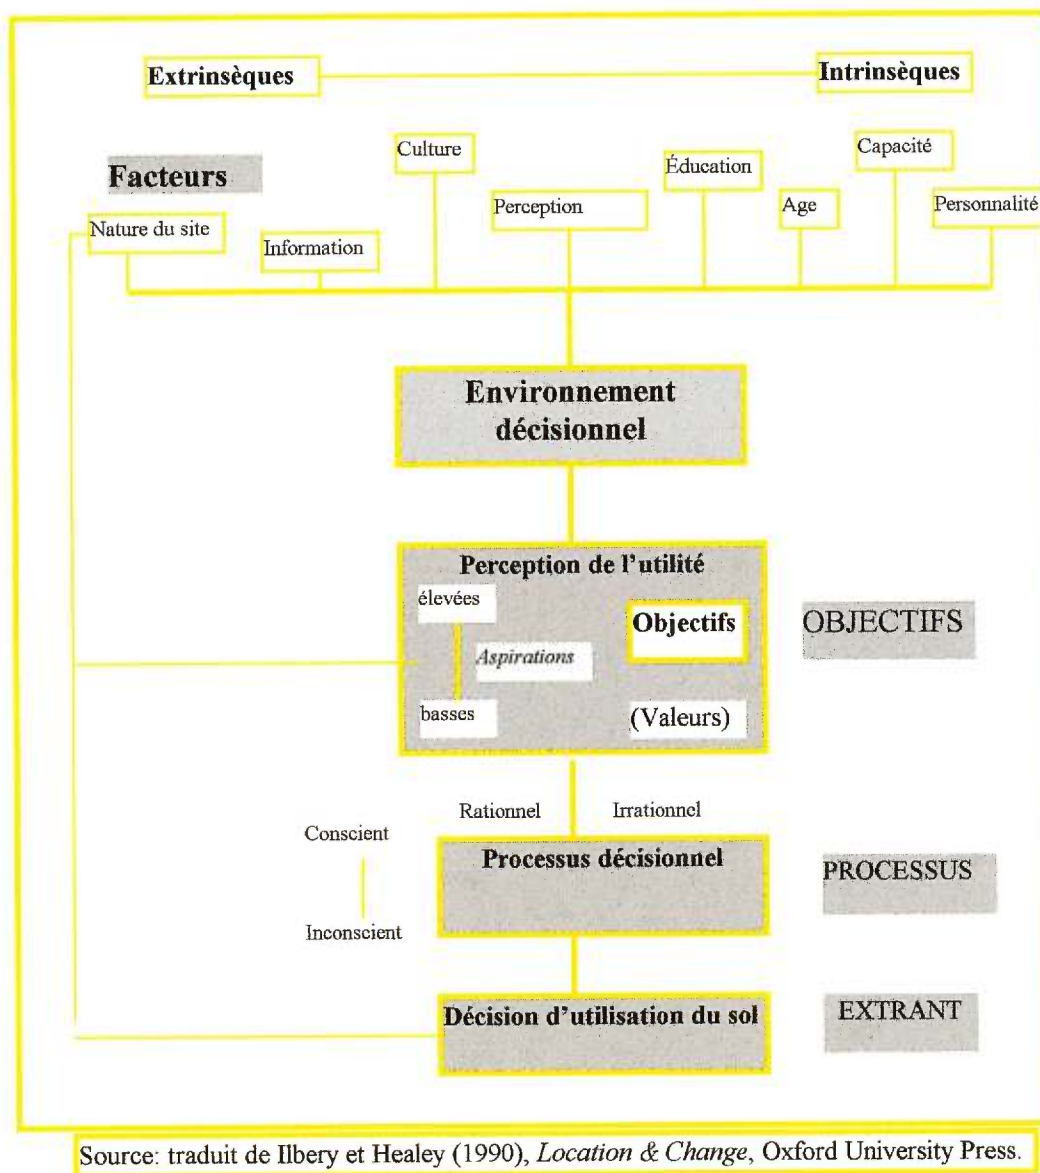 Extrinsèques
Intrinsèques
Facteurs
Culture
Éducation
Capacité
Nature du site
Information
Perception
Age
Personnalité
Environnement
décisionnel
Perception de l'utilité
élevées
Aspirations
basses
Objectifs
(Valeurs)
OBJECTIFS
Rationnel
Irrationnel
Conscient
Inconscient
Processus décisionnel
PROCESSUS
Décision d'utilisation du sol
EXTRANT
Source: traduit de Ilbery et Healey (1990), Location & Change, Oxford University Press.